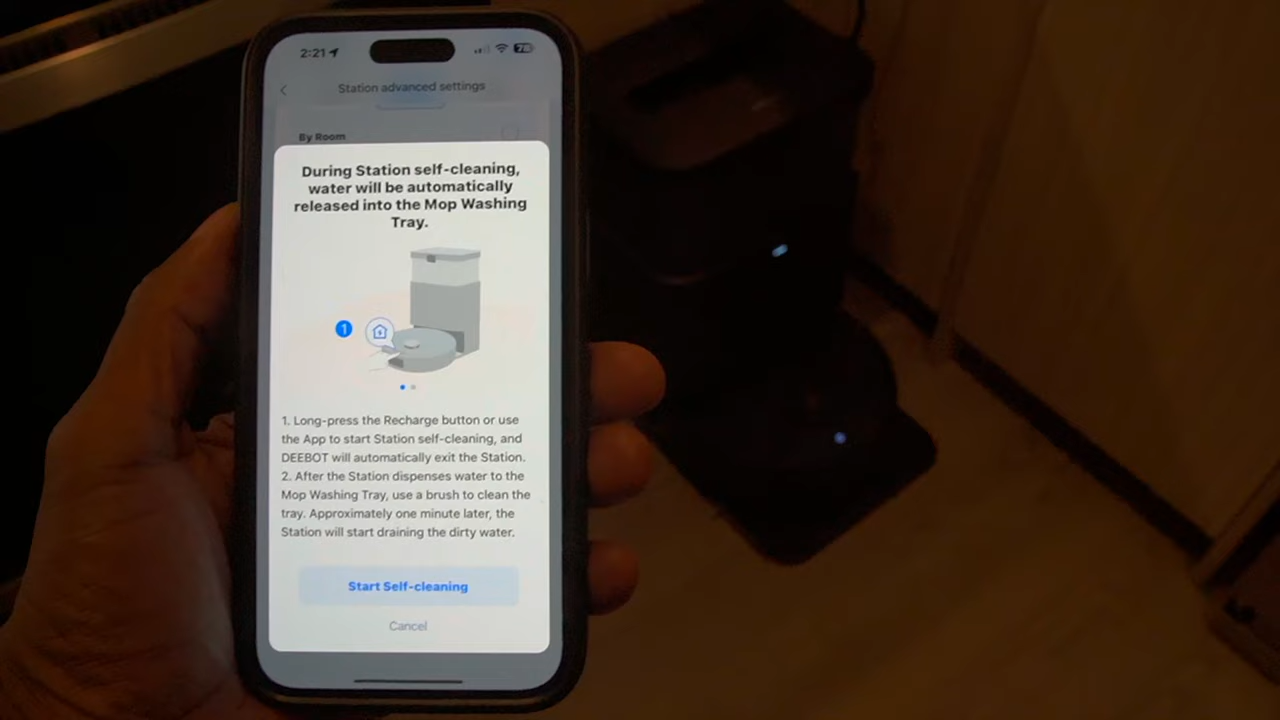 2:21
78
Station advanced settings
By Room
During Station self-cleaning,
water will be automatically
released into the Mop Washing
Tray.
1
1. Long-press the Recharge button or use
the App to start Station self-cleaning, and
DEEBOT will automatically exit the Station.
2. After the Station dispenses water to the
Mop Washing Tray, use a brush to clean the
tray. Approximately one minute later, the
Station will start draining the dirty water.
Start Self-cleaning
Cancel